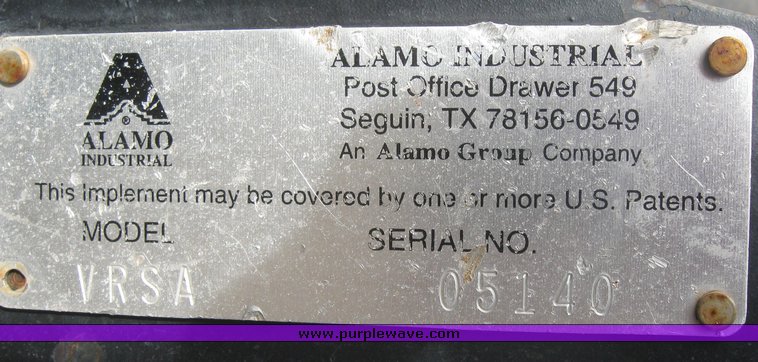 ALAMO
INDUSTRIAL
®
ALAMO INDUSTRIAL
Post Office Drawer 549
Seguin, TX 78156-0549
An Alamo Group Company
This Implement may be covered by one or more U.S. Patents.
MODEL
SERIAL NO.
VRSA
05140
www.purplewave.com